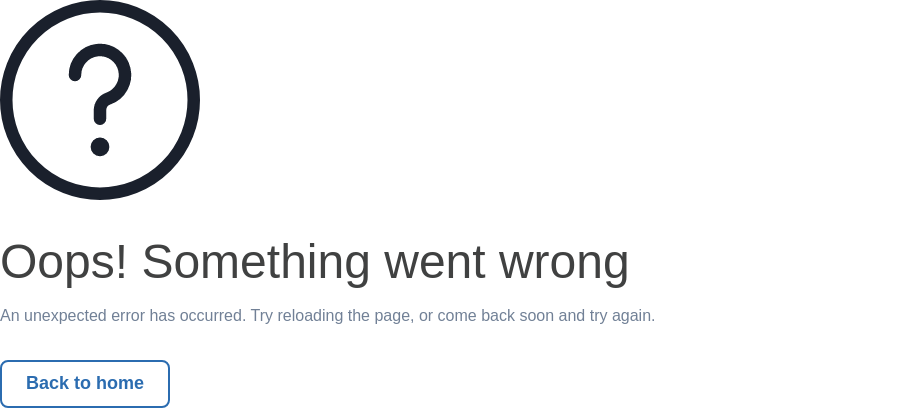 Oops! Something went wrong
An unexpected error has occurred. Try reloading the page, or come back soon and try again.
Back to home